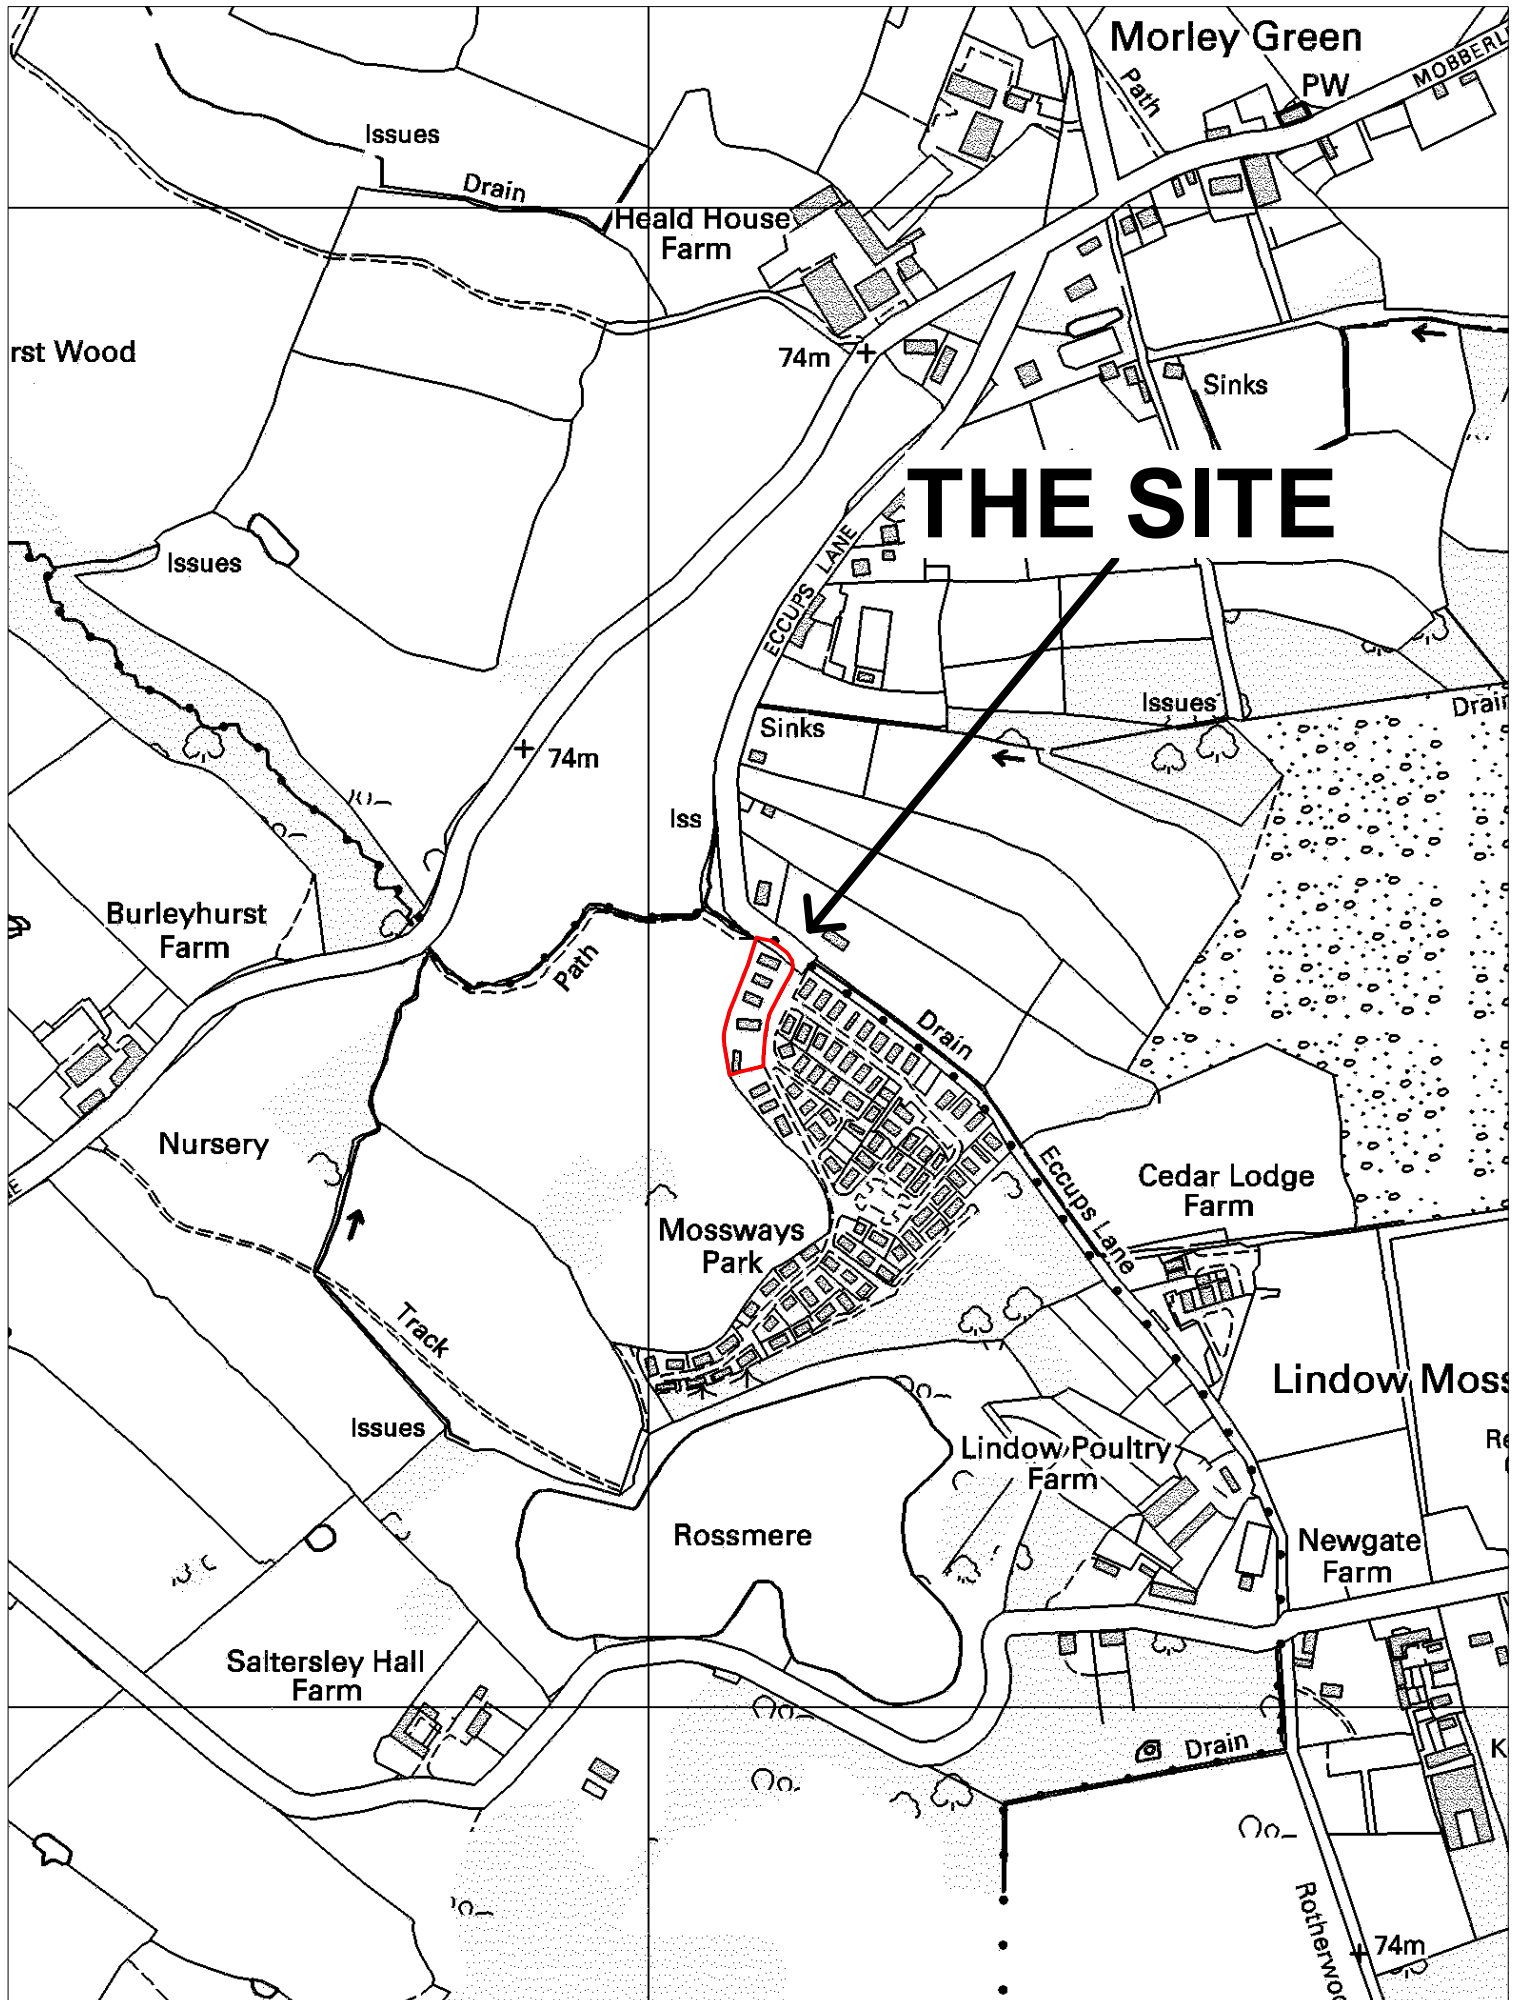 Morley Green
PW
MOBBERL
Path
Issues
Drain
Heald House
Farm
rst Wood
74m
Sinks
THE SITE
ECCUPS LANE
Issues
Issues
Drain
Sinks
74m
Iss
Burleyhurst
Farm
Path
Drain
Nursery
Eccups Lane
Cedar Lodge
Farm
Mossways
Park
Track
Lindow Moss
Issues
Lindow Poultry
Farm
Rossmere
Newgate
Farm
Saltersley Hall
Farm
Drain
K
Rotherwoo
74m